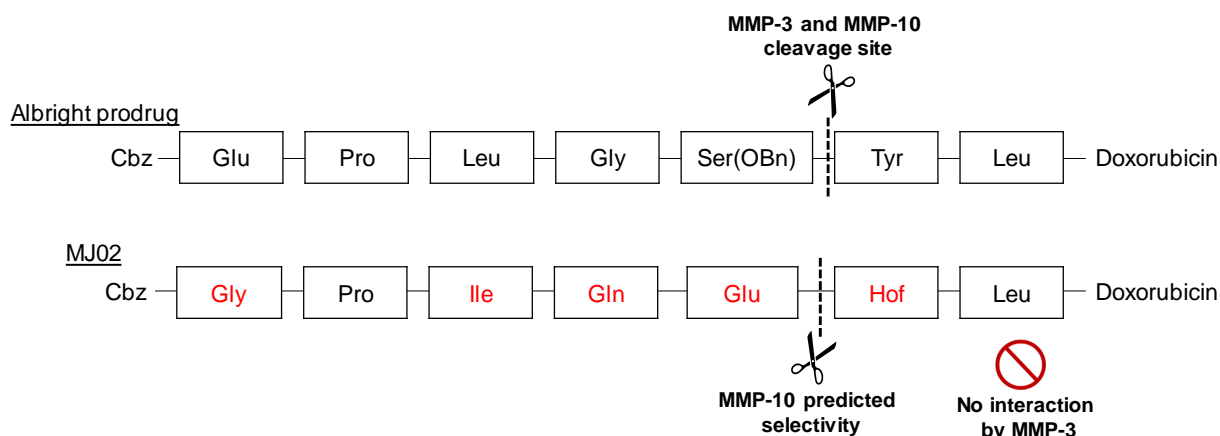 MMP-3 and MMP-10
cleavage site
Albright prodrug
Cbz Glu Pro Leu Gly Ser(OBn) Tyr Leu Doxorubicin
MJ02
Cbz Gly Pro Ile Gln Glu Hof Leu Doxorubicin
MMP-10 predicted
selectivity
No interaction
by MMP-3